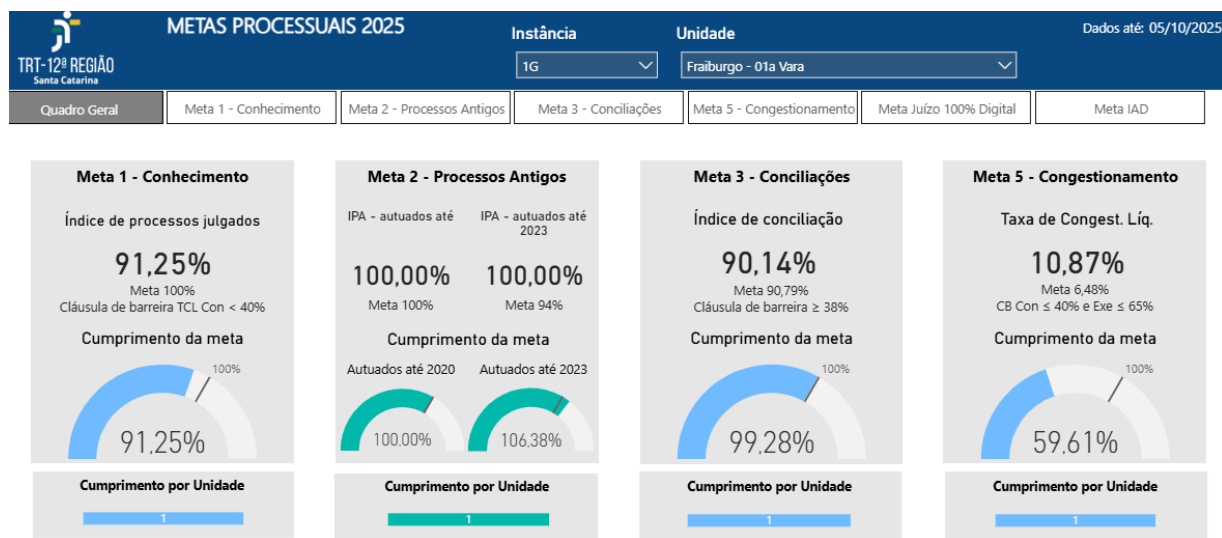 METAS PROCESSUAIS 2025
Instância
Unidade
Dados até: 05/10/2025
TRT-12ª REGIÃO
Santa Catarina
1G
Fraiburgo - 01a Vara
Quadro Geral
Meta 1 - Conhecimento
Meta 2 - Processos Antigos
Meta 3 - Conciliações
Meta 5 - Congestionamento
Meta Juízo 100% Digital
Meta IAD
Meta 1 - Conhecimento
Índice de processos julgados
91,25%
Meta 100%
Cláusula de barreira TCL Con < 40%
Cumprimento da meta
100%
91,25%
Cumprimento por Unidade
1
Meta 2 - Processos Antigos
IPA - autuados até
IPA - autuados até
2023
100,00%
100,00%
Meta 100%
Meta 94%
Cumprimento da meta
Autuados até 2020
Autuados até 2023
100,00%
106,38%
Cumprimento por Unidade
1
Meta 3 - Conciliações
Índice de conciliação
90,14%
Meta 90,79%
Cláusula de barreira ≥ 38%
Cumprimento da meta
100%
99,28%
Cumprimento por Unidade
1
Meta 5 - Congestionamento
Taxa de Congest. Líq.
10,87%
Meta 6,48%
CB Con ≤ 40% e Exe ≤ 65%
Cumprimento da meta
100%
59,61%
Cumprimento por Unidade
1